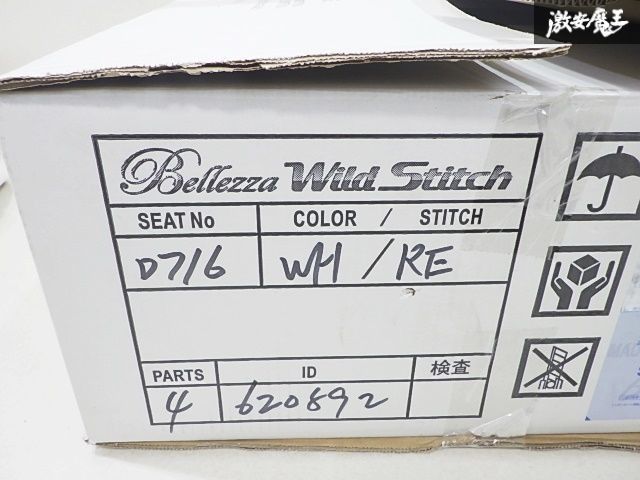 激安魔王
Bellezza Wild Stitch
SEAT No COLOR / STITCH
D716 WH / RE
PARTS ID 検査
4 620892